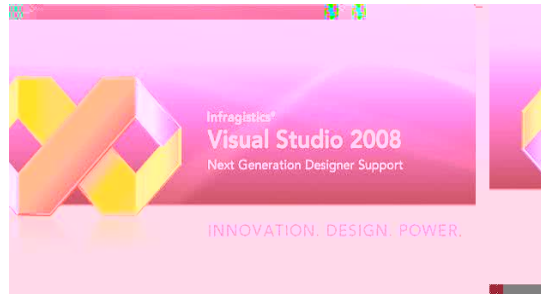 Infragistics®
Visual Studio 2008
Next Generation Designer Support
INNOVATION. DESIGN. POWER.